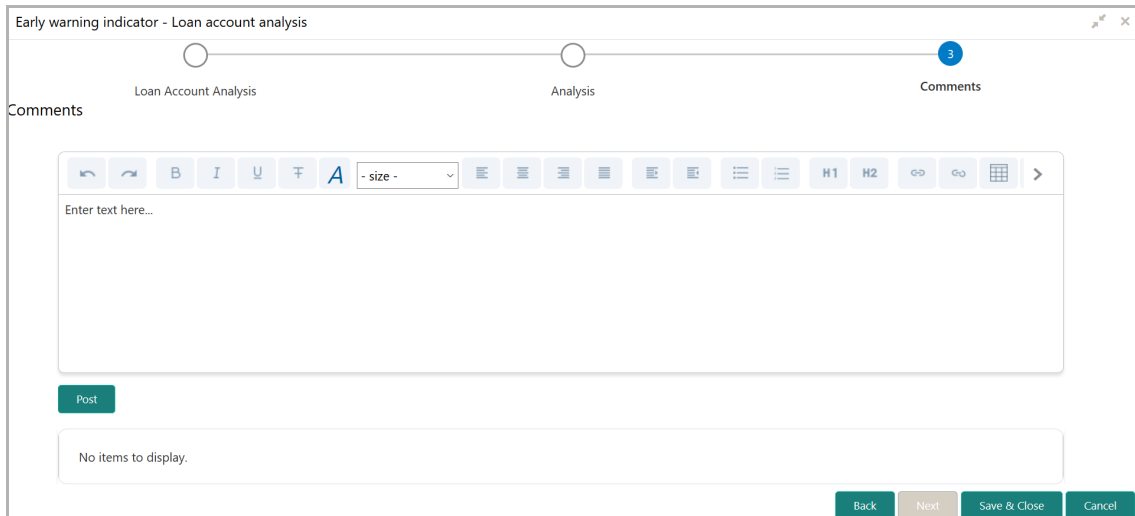 Early warning indicator - Loan account analysis
3
Loan Account Analysis
Analysis
Comments
Comments
B I U T A - size - H1 H2
Enter text here...
Post
No items to display.
Back Next Save & Close Cancel